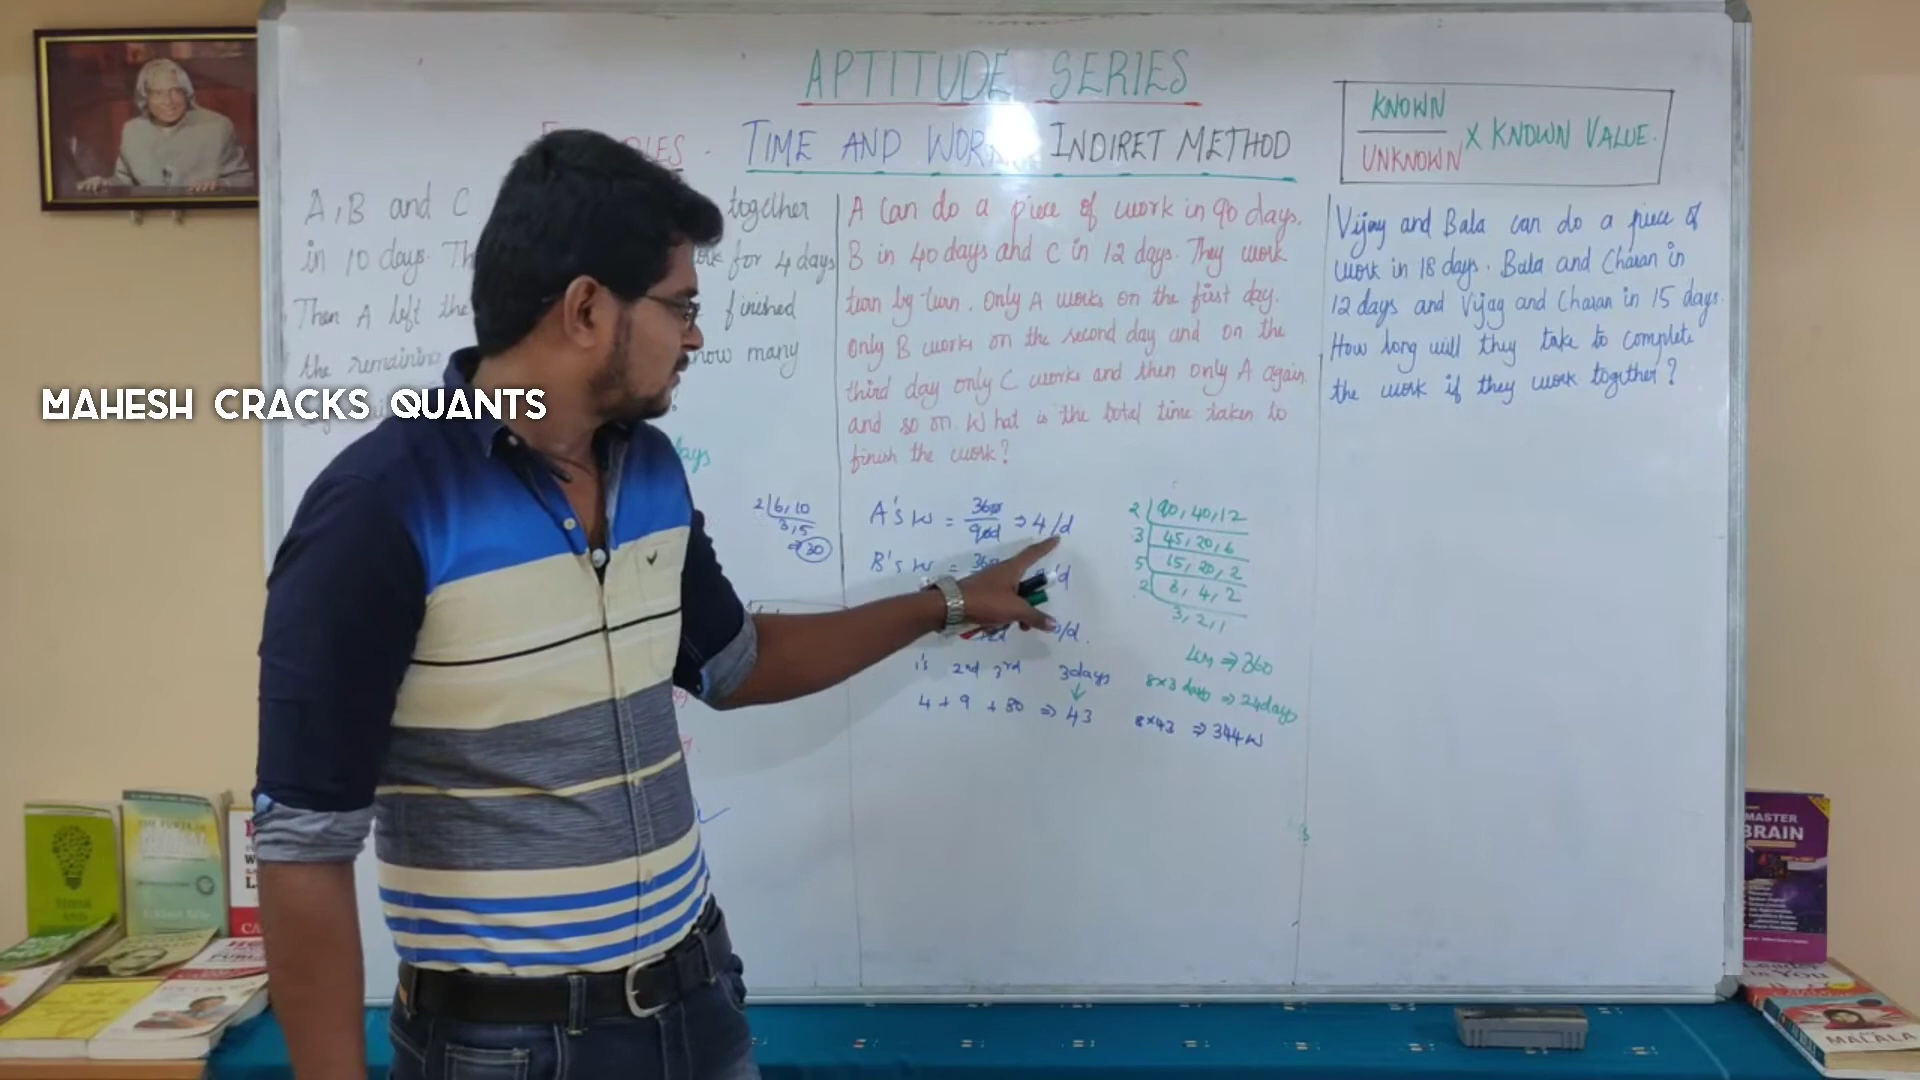 APTITUDE SERIES
TIME AND WORK INDIRET METHOD
KNOWN
UNKNOWN
X KNOWN VALUE.
A, B and C
together
in 10 days.
for 4 days
Then A left the
finished
the remaining
how many
days
2 6, 10
3, 5
⇒ 30
A can do a piece of work in 90 days.
B in 40 days and C in 12 days. They work
turn by turn. Only A works on the first day.
Only B works on the second day and on the
third day only C works and then only A again
and so on. What is the total time taken to
finish the work?
A's W = 360/90d ⇒ 4/d
B's W = 360
/d
/d.
1's 2nd 3rd 3days
4 + 9 + 30 ⇒ 43
2 90, 40, 12
3 45, 20, 6
5 15, 20, 2
2 3, 4, 2
3, 2, 1
LCM ⇒ 360
8x3 days ⇒ 24days
8x43 ⇒ 344 W
Vijay and Bala can do a piece of
work in 18 days. Bala and Charan in
12 days and Vijay and Charan in 15 days.
How long will they take to complete
the work if they work together?
MAHESH CRACKS QUANTS
MASTER
BRAIN
MALALA